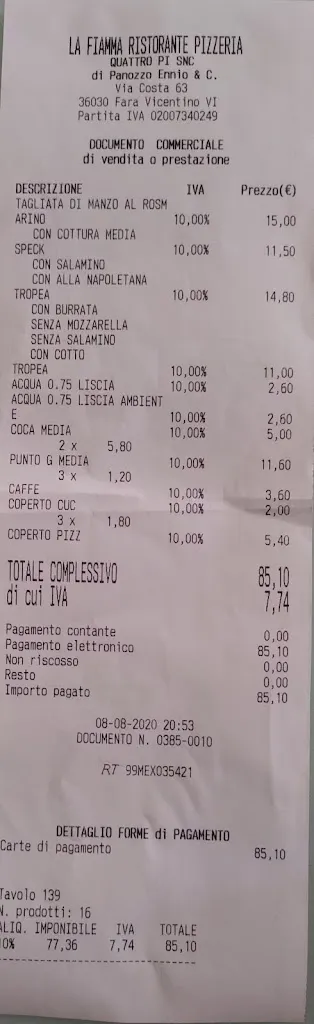 LA FIAMMA RISTORANTE PIZZERIA
QUATTRO PI SNC
di Panozzo Ennio & C.
Via Costa 63
36030 Fara Vicentino VI
Partita IVA 02007340249
DOCUMENTO COMMERCIALE
di vendita o prestazione
DESCRIZIONE IVA Prezzo(€)
TAGLIATA DI MANZO AL ROSM
ARINO 10,00% 15,00
CON COTTURA MEDIA
SPECK 10,00% 11,50
CON SALAMINO
CON ALLA NAPOLETANA
TROPEA 10,00% 14,80
CON BURRATA
SENZA MOZZARELLA
SENZA SALAMINO
CON COTTO
TROPEA 10,00% 11,00
ACQUA 0.75 LISCIA 10,00% 2,60
ACQUA 0.75 LISCIA AMBIENT
E 10,00% 2,60
COCA MEDIA 10,00% 5,00
2 x 5,80
PUNTO G MEDIA 10,00% 11,60
3 x 1,20
CAFFE 10,00% 3,60
COPERTO CUC 10,00% 2,00
3 x 1,80
COPERTO PIZZ 10,00% 5,40
TOTALE COMPLESSIVO 85,10
di cui IVA 7,74
Pagamento contante 0,00
Pagamento elettronico 85,10
Non riscosso 0,00
Resto 0,00
Importo pagato 85,10
08-08-2020 20:53
DOCUMENTO N. 0385-0010
RT 99MEX035421
DETTAGLIO FORME di PAGAMENTO
Carte di pagamento 85,10
Tavolo 139
N. prodotti: 16
ALIQ. IMPONIBILE IVA TOTALE
10% 77,36 7,74 85,10